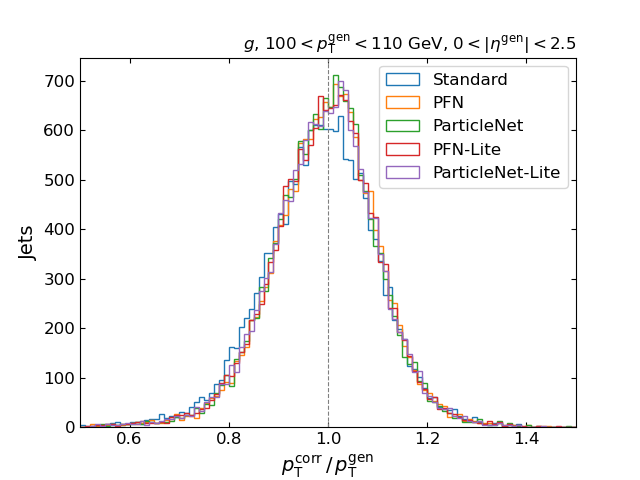 g, 100 < p_T^gen < 110 GeV, 0 < |η^gen| < 2.5
700
600
500
400
300
200
100
0
Jets
Standard
PFN
ParticleNet
PFN-Lite
ParticleNet-Lite
0.6 0.8 1.0 1.2 1.4
p_T^corr / p_T^gen